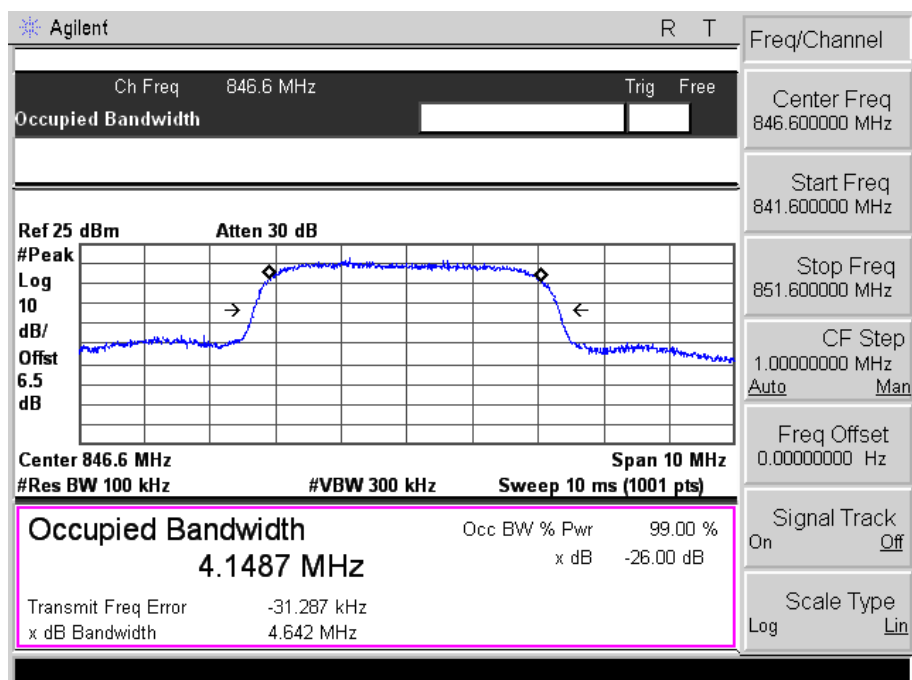 Agilent R T
Ch Freq 846.6 MHz Trig Free
Occupied Bandwidth
Ref 25 dBm Atten 30 dB
#Peak
Log
10
dB/
Offst
6.5
dB
Center 846.6 MHz Span 10 MHz
#Res BW 100 kHz #VBW 300 kHz Sweep 10 ms (1001 pts)
Occupied Bandwidth Occ BW % Pwr 99.00 %
4.1487 MHz x dB -26.00 dB
Transmit Freq Error -31.287 kHz
x dB Bandwidth 4.642 MHz
Freq/Channel
Center Freq
846.600000 MHz
Start Freq
841.600000 MHz
Stop Freq
851.600000 MHz
CF Step
1.00000000 MHz
Auto Man
Freq Offset
0.00000000 Hz
Signal Track
On Off
Scale Type
Log Lin